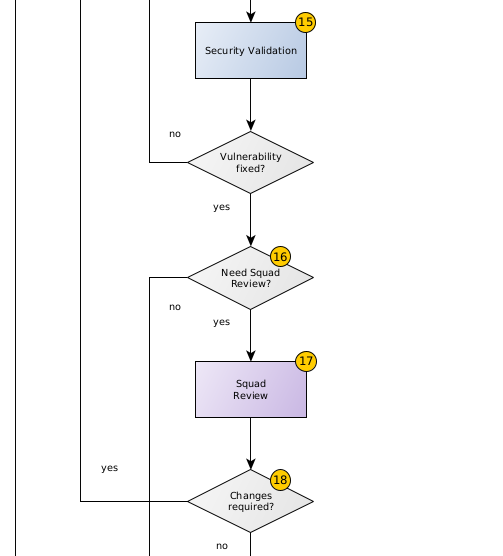 15
Security Validation
no
Vulnerability
fixed?
yes
16
Need Squad
Review?
no
yes
17
Squad
Review
yes
18
Changes
required?
no